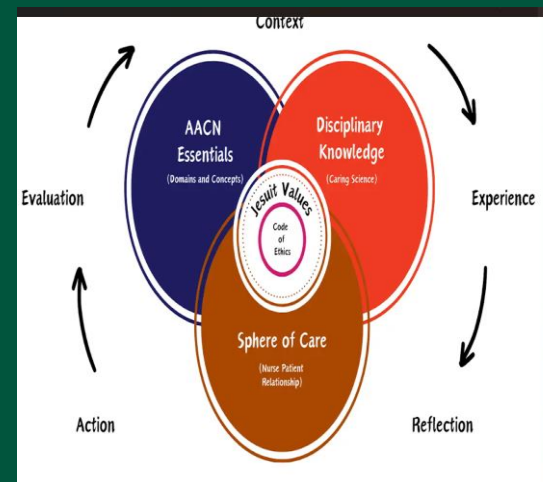 Context
AACN
Essentials
(Domains and Concepts)
Disciplinary
Knowledge
(Caring Science)
Evaluation
Jesuit Values
Code
of
Ethics
Experience
Sphere of Care
(Nurse Patient
Relationship)
Action
Reflection